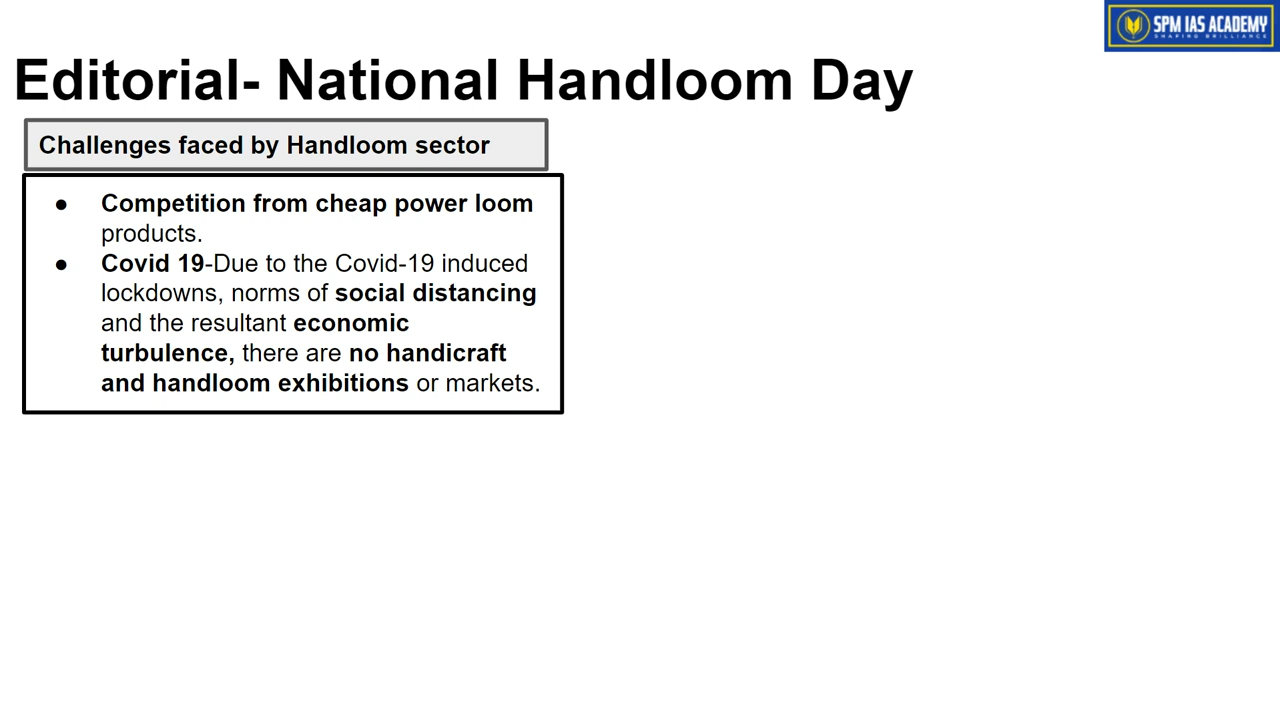 SPM IAS ACADEMY
SHAPING BRILLIANCE
Editorial- National Handloom Day
Challenges faced by Handloom sector
● Competition from cheap power loom
products.
● Covid 19-Due to the Covid-19 induced
lockdowns, norms of social distancing
and the resultant economic
turbulence, there are no handicraft
and handloom exhibitions or markets.